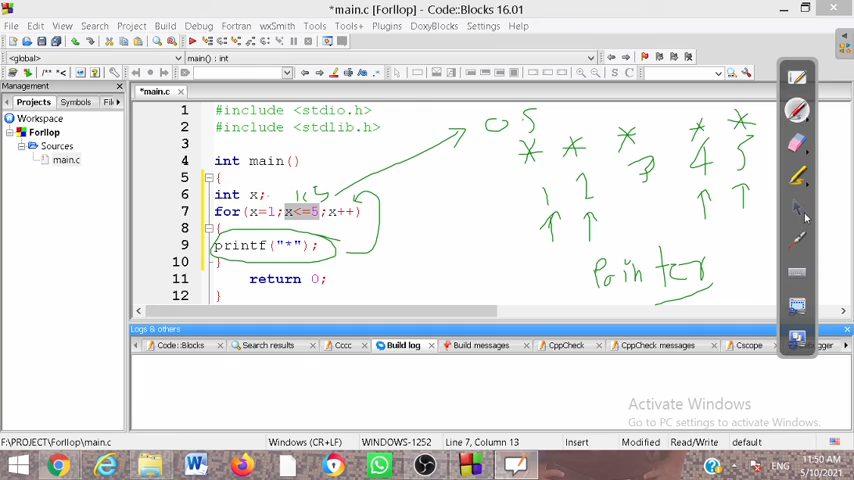 *main.c [Forllop] - Code::Blocks 16.01
File Edit View Search Project Build Debug Fortran wxSmith Tools Tools+ Plugins DoxyBlocks Settings Help
<global> main() : int
/** *<
S C
Management
Projects Symbols Fil
Workspace
Forllop
Sources
main.c
*main.c
1 #include <stdio.h>
2 #include <stdlib.h>
3
4 int main()
5 {
6 int x;
7 for(x=1;x<=5;x++)
8 {
9 printf("*");
10 }
11 return 0;
12 }
* * * * *
1 2 3 4 5
Pointer
Logs & others
Code::Blocks Search results Cccc Build log Build messages CppCheck CppCheck messages Cscope
F:\PROJECT\Forllop\main.c Windows (CR+LF) WINDOWS-1252 Line 7, Column 13 Insert Modified Read/Write default
Activate Windows
Go to PC settings to activate Windows.
ENG 11:50 AM
5/10/2021